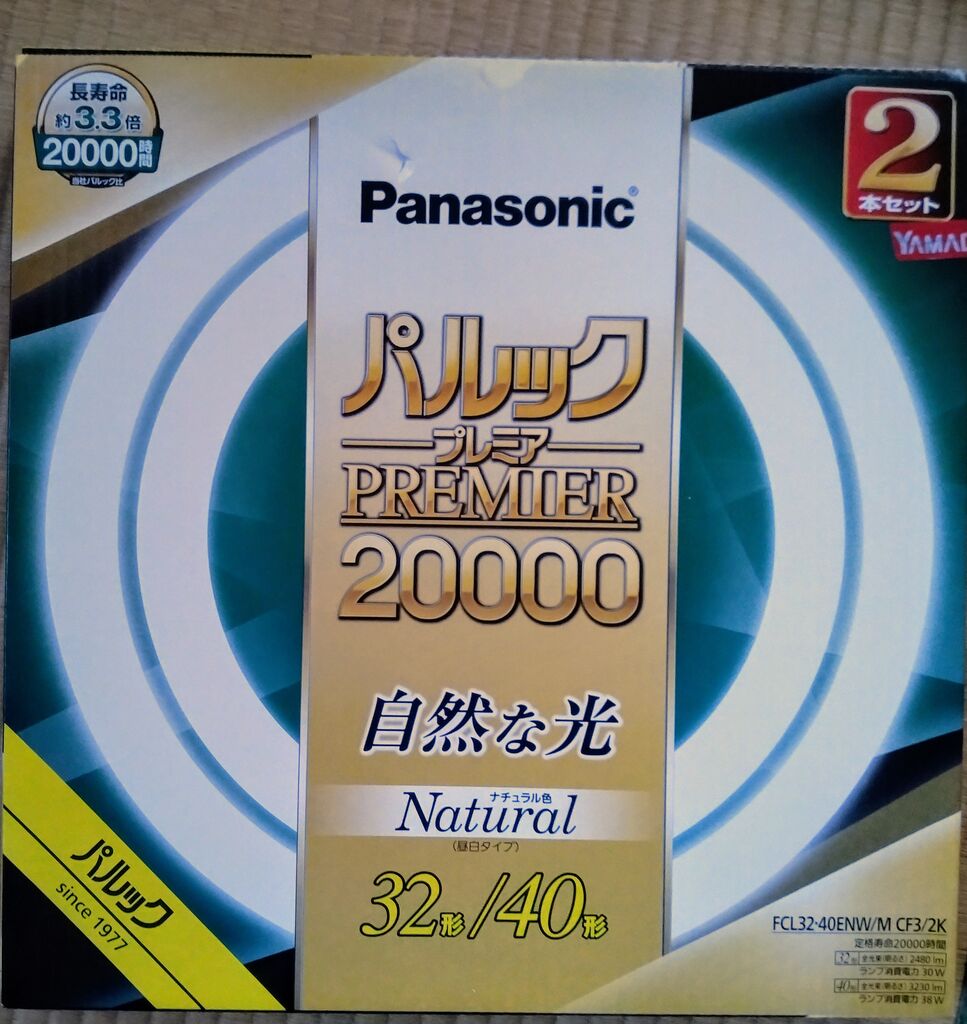 長寿命
約3.3倍
20000時間
当社パルック比
2
本セット
Panasonic®
パルック
プレミア
PREMIER
20000
自然な光
ナチュラル色
Natural
(昼白タイプ)
32形/40形
パルック
since 1977
FCL32・40ENW/M CF3/2K
定格寿命20000時間
32形 全光束(明るさ) 2480 lm
ランプ消費電力 30W
40形 全光束(明るさ) 3230 lm
ランプ消費電力 38W